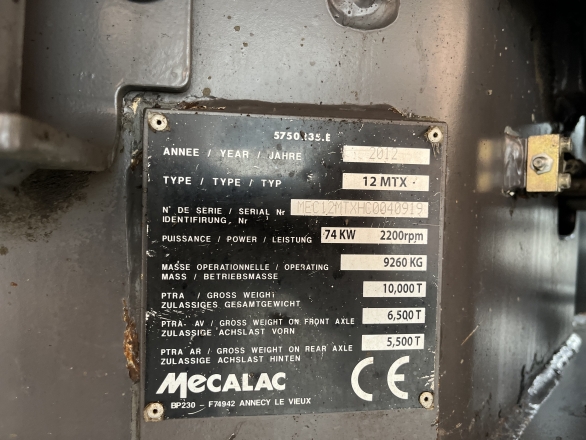 5750135.E
ANNEE / YEAR / JAHRE 2012
TYPE / TYPE / TYP 12 MTX
N° DE SERIE / SERIAL Nr MEC12MTXHC0040919
IDENTIFIRUNG, Nr
PUISSANCE / POWER / LEISTUNG 74 KW 2200rpm
MASSE OPERATIONNELLE / OPERATING 9260 KG
MASS / BETRIEBSMASSE
PTRA / GROSS WEIGHT 10,000 T
ZULASSIGES GESAMTGEWICHT
PTRA- AV / GROSS WEIGHT ON FRONT AXLE 6,500 T
ZULASSIGE ACHSLAST VORN
PTRA AR / GROSS WEIGHT ON REAR AXLE 5,500 T
ZULASSIGE ACHSLAST HINTEN
MECALAC CE
BP230 - F74942 ANNECY LE VIEUX